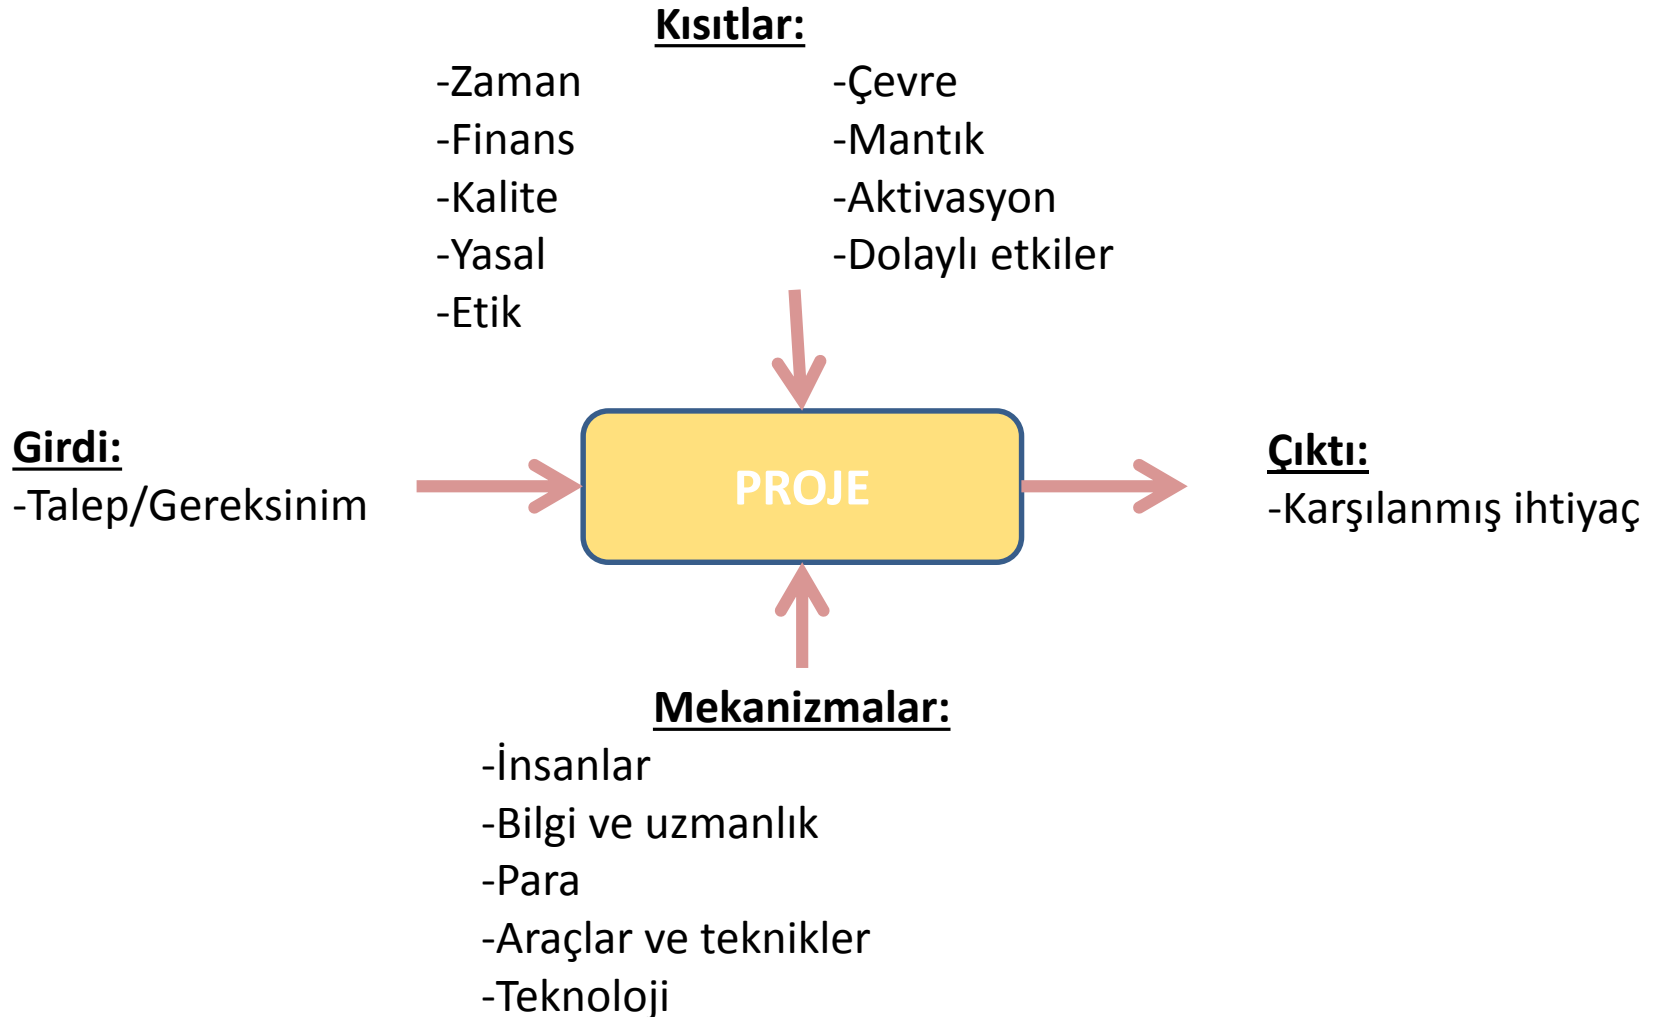 Kısıtlar:
-Zaman
-Finans
-Kalite
-Yasal
-Etik
-Çevre
-Mantık
-Aktivasyon
-Dolaylı etkiler
Girdi:
-Talep/Gereksinim
PROJE
Çıktı:
-Karşılanmış ihtiyaç
Mekanizmalar:
-İnsanlar
-Bilgi ve uzmanlık
-Para
-Araçlar ve teknikler
-Teknoloji